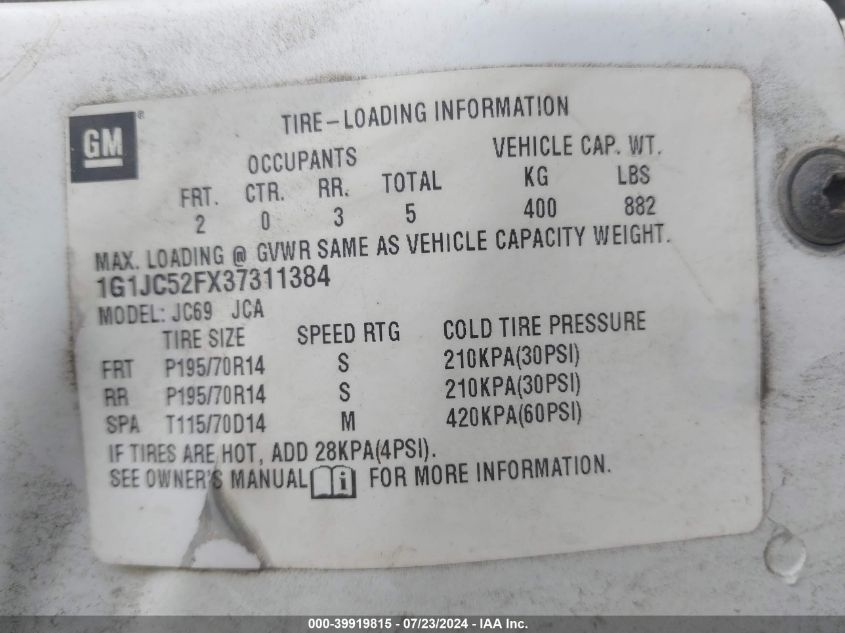 GM ®
TIRE-LOADING INFORMATION
OCCUPANTS VEHICLE CAP. WT.
FRT. CTR. RR. TOTAL KG LBS
2 0 3 5 400 882
MAX. LOADING @ GVWR SAME AS VEHICLE CAPACITY WEIGHT.
1G1JC52FX37311384
MODEL: JC69 JCA
TIRE SIZE SPEED RTG COLD TIRE PRESSURE
FRT P195/70R14 S 210KPA(30PSI)
RR P195/70R14 S 210KPA(30PSI)
SPA T115/70D14 M 420KPA(60PSI)
IF TIRES ARE HOT, ADD 28KPA(4PSI).
SEE OWNER'S MANUAL i FOR MORE INFORMATION.
000-39919815 - 07/23/2024 - IAA Inc.